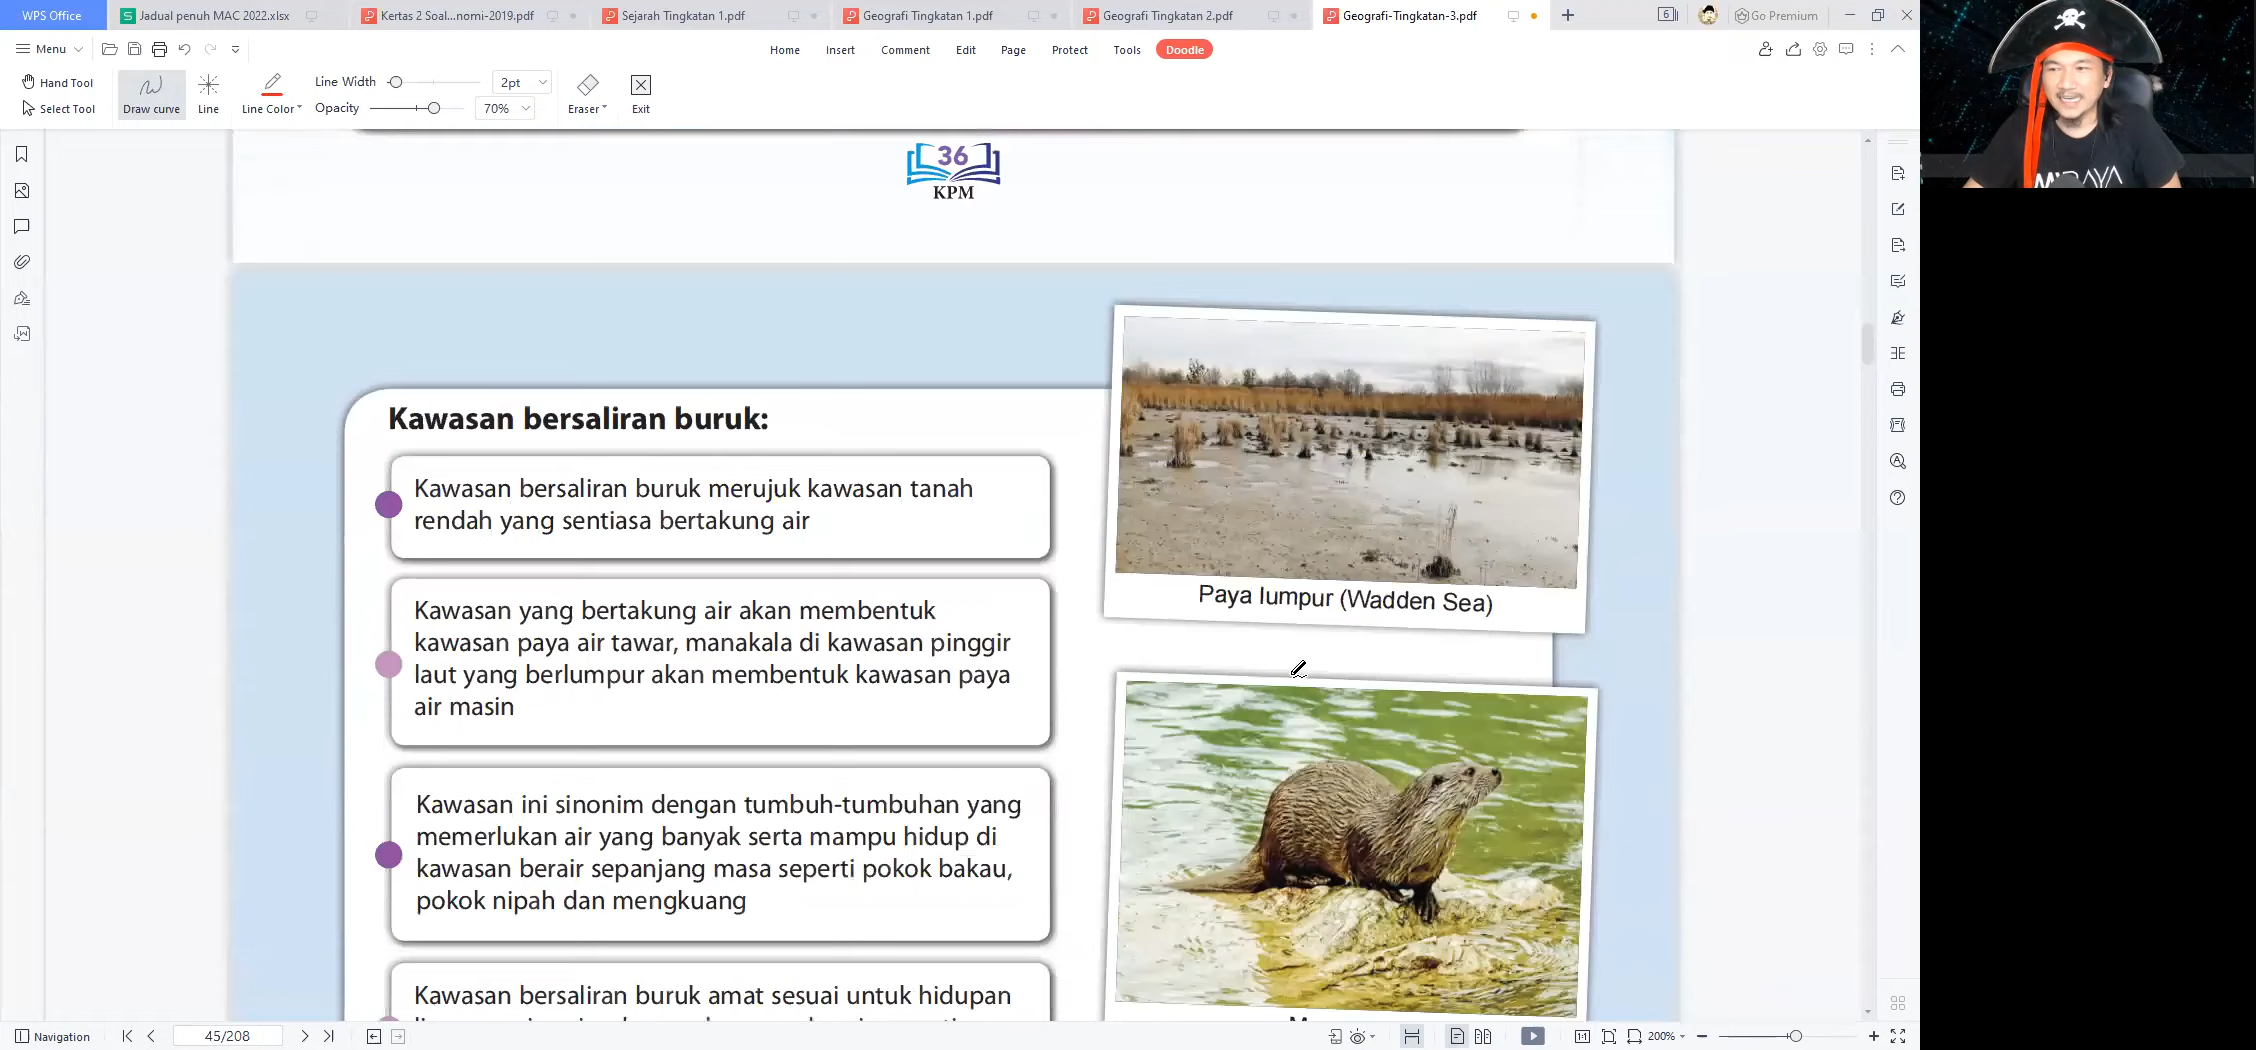 WPS Office
Jadual penuh MAC 2022.xlsx
Kertas 2 Soal...nomi-2019.pdf
Sejarah Tingkatan 1.pdf
Geografi Tingkatan 1.pdf
Geografi Tingkatan 2.pdf
Geografi-Tingkatan-3.pdf
6
Go Premium
Menu
Home
Insert
Comment
Edit
Page
Protect
Tools
Doodle
Hand Tool
Select Tool
Draw curve
Line
Line Color
Line Width
2pt
Opacity
70%
Eraser
Exit
36
KPM
Kawasan bersaliran buruk:
Kawasan bersaliran buruk merujuk kawasan tanah
rendah yang sentiasa bertakung air
Kawasan yang bertakung air akan membentuk
kawasan paya air tawar, manakala di kawasan pinggir
laut yang berlumpur akan membentuk kawasan paya
air masin
Kawasan ini sinonim dengan tumbuh-tumbuhan yang
memerlukan air yang banyak serta mampu hidup di
kawasan berair sepanjang masa seperti pokok bakau,
pokok nipah dan mengkuang
Kawasan bersaliran buruk amat sesuai untuk hidupan
Paya lumpur (Wadden Sea)
Navigation
45/208
1:1
200%